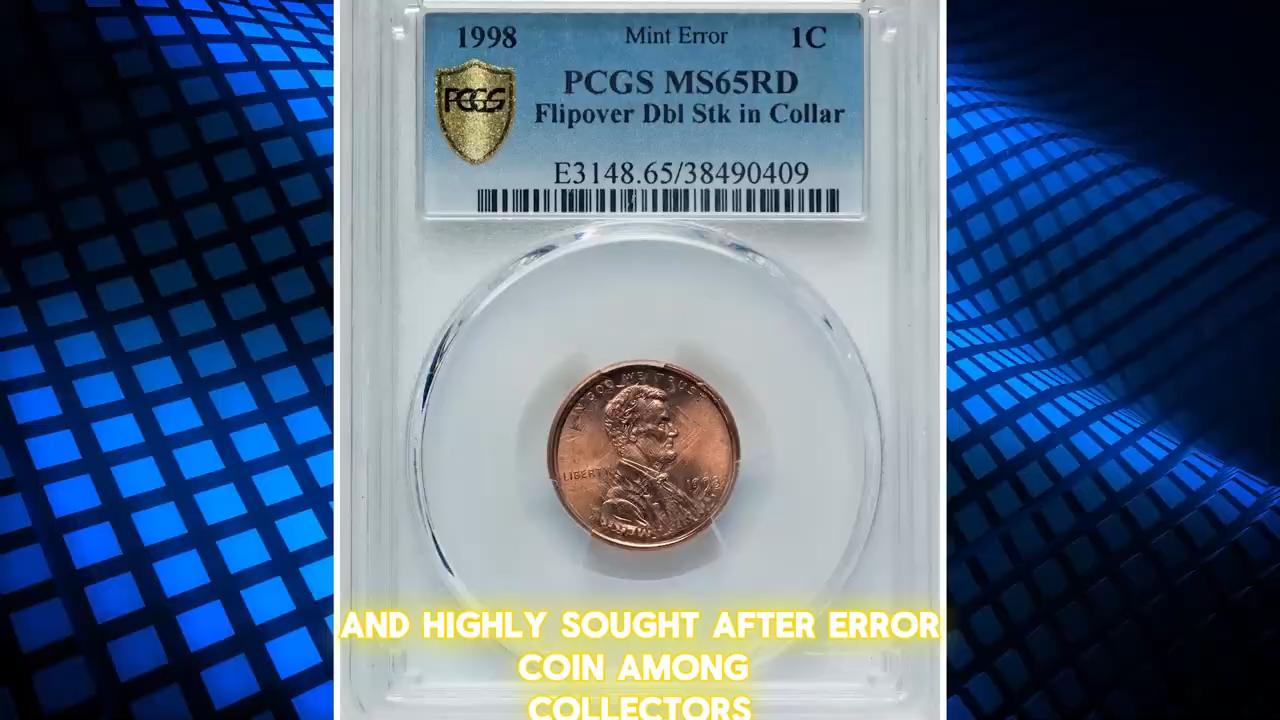 1998 Mint Error 1C
PCGS
PCGS MS65RD
Flipover Dbl Stk in Collar
E3148.65/38490409
LIBERTY 1998
AND HIGHLY SOUGHT AFTER ERROR
COIN AMONG
COLLECTORS